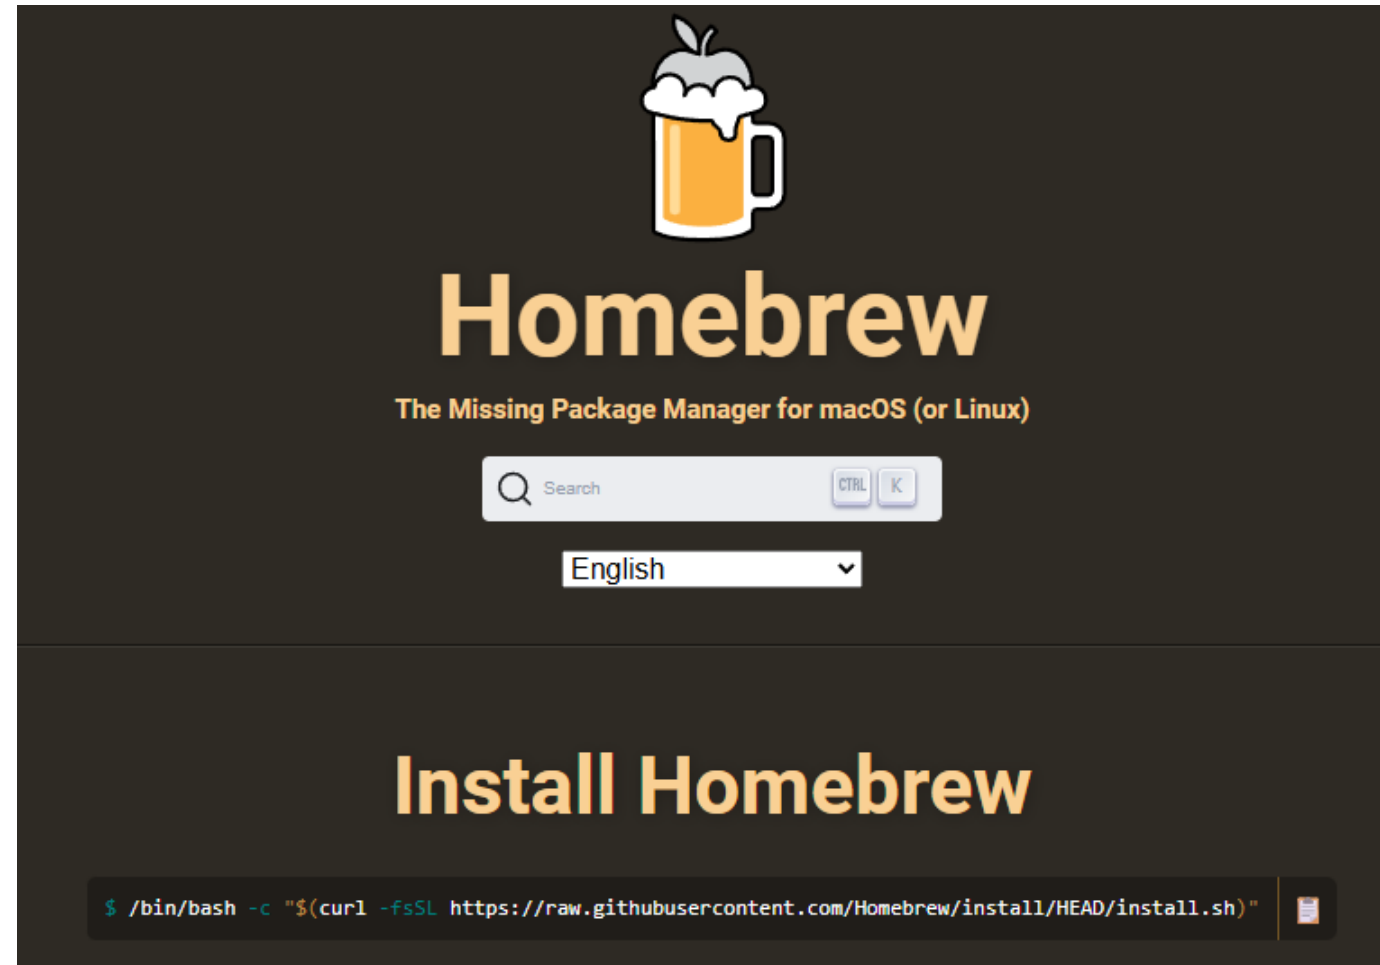 Homebrew
The Missing Package Manager for macOS (or Linux)
Search CTRL K
English
Install Homebrew
$ /bin/bash -c "$(curl -fsSL https://raw.githubusercontent.com/Homebrew/install/HEAD/install.sh)"